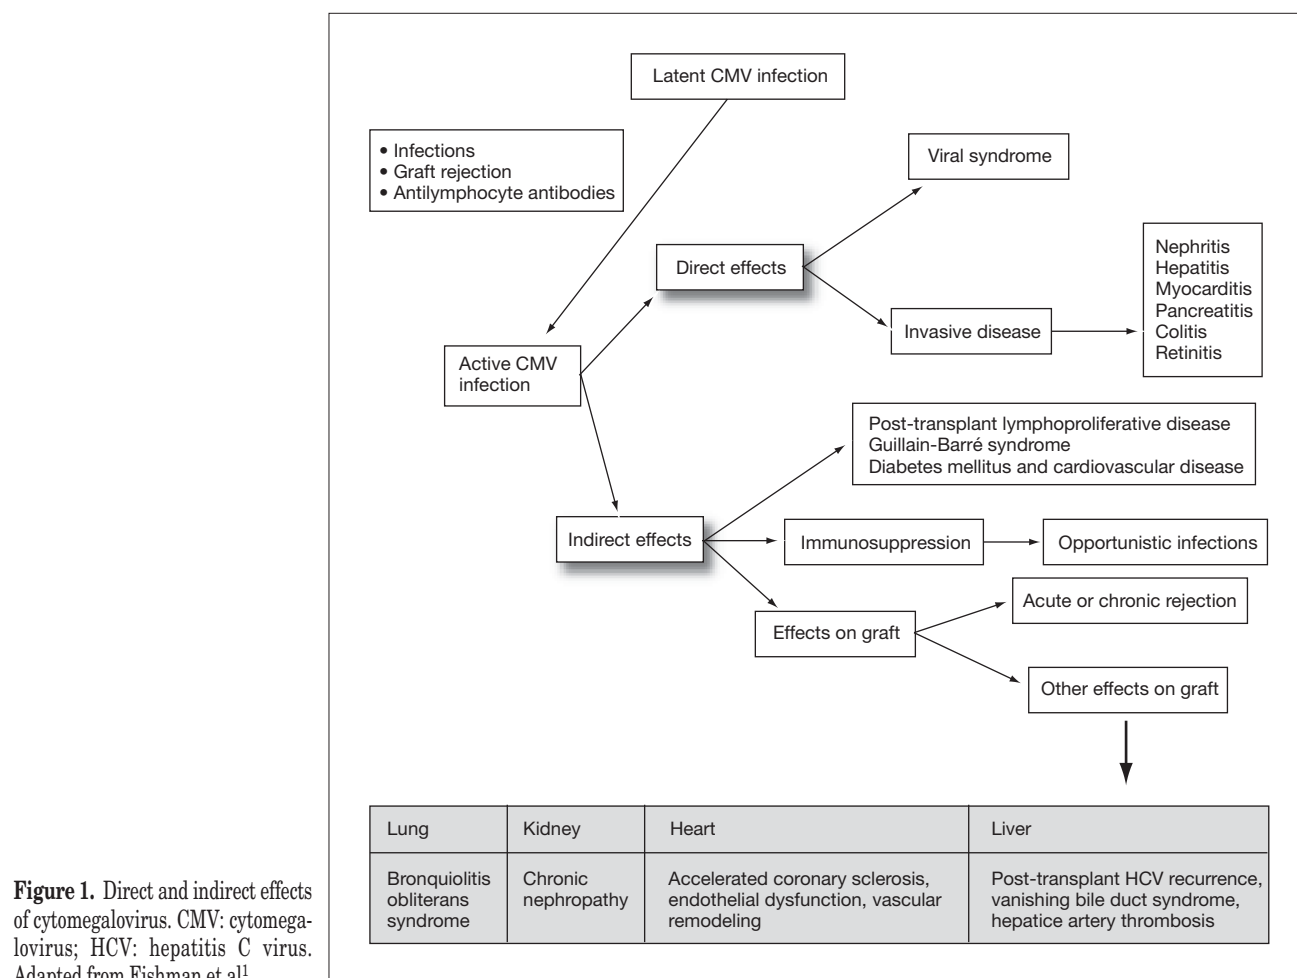 Latent CMV infection
• Infections
• Graft rejection
• Antilymphocyte antibodies
Viral syndrome
Direct effects
Nephritis
Hepatitis
Myocarditis
Pancreatitis
Colitis
Retinitis
Invasive disease
Active CMV
infection
Post-transplant lymphoproliferative disease
Guillain-Barré syndrome
Diabetes mellitus and cardiovascular disease
Indirect effects
Immunosuppression
Opportunistic infections
Effects on graft
Acute or chronic rejection
Other effects on graft
Lung
Kidney
Heart
Liver
Bronquiolitis
obliterans
syndrome
Chronic
nephropathy
Accelerated coronary sclerosis,
endothelial dysfunction, vascular
remodeling
Post-transplant HCV recurrence,
vanishing bile duct syndrome,
hepatice artery thrombosis
Figure 1. Direct and indirect effects
of cytomegalovirus. CMV: cytomega-
lovirus; HCV: hepatitis C virus.
Adapted from Fishman et al1